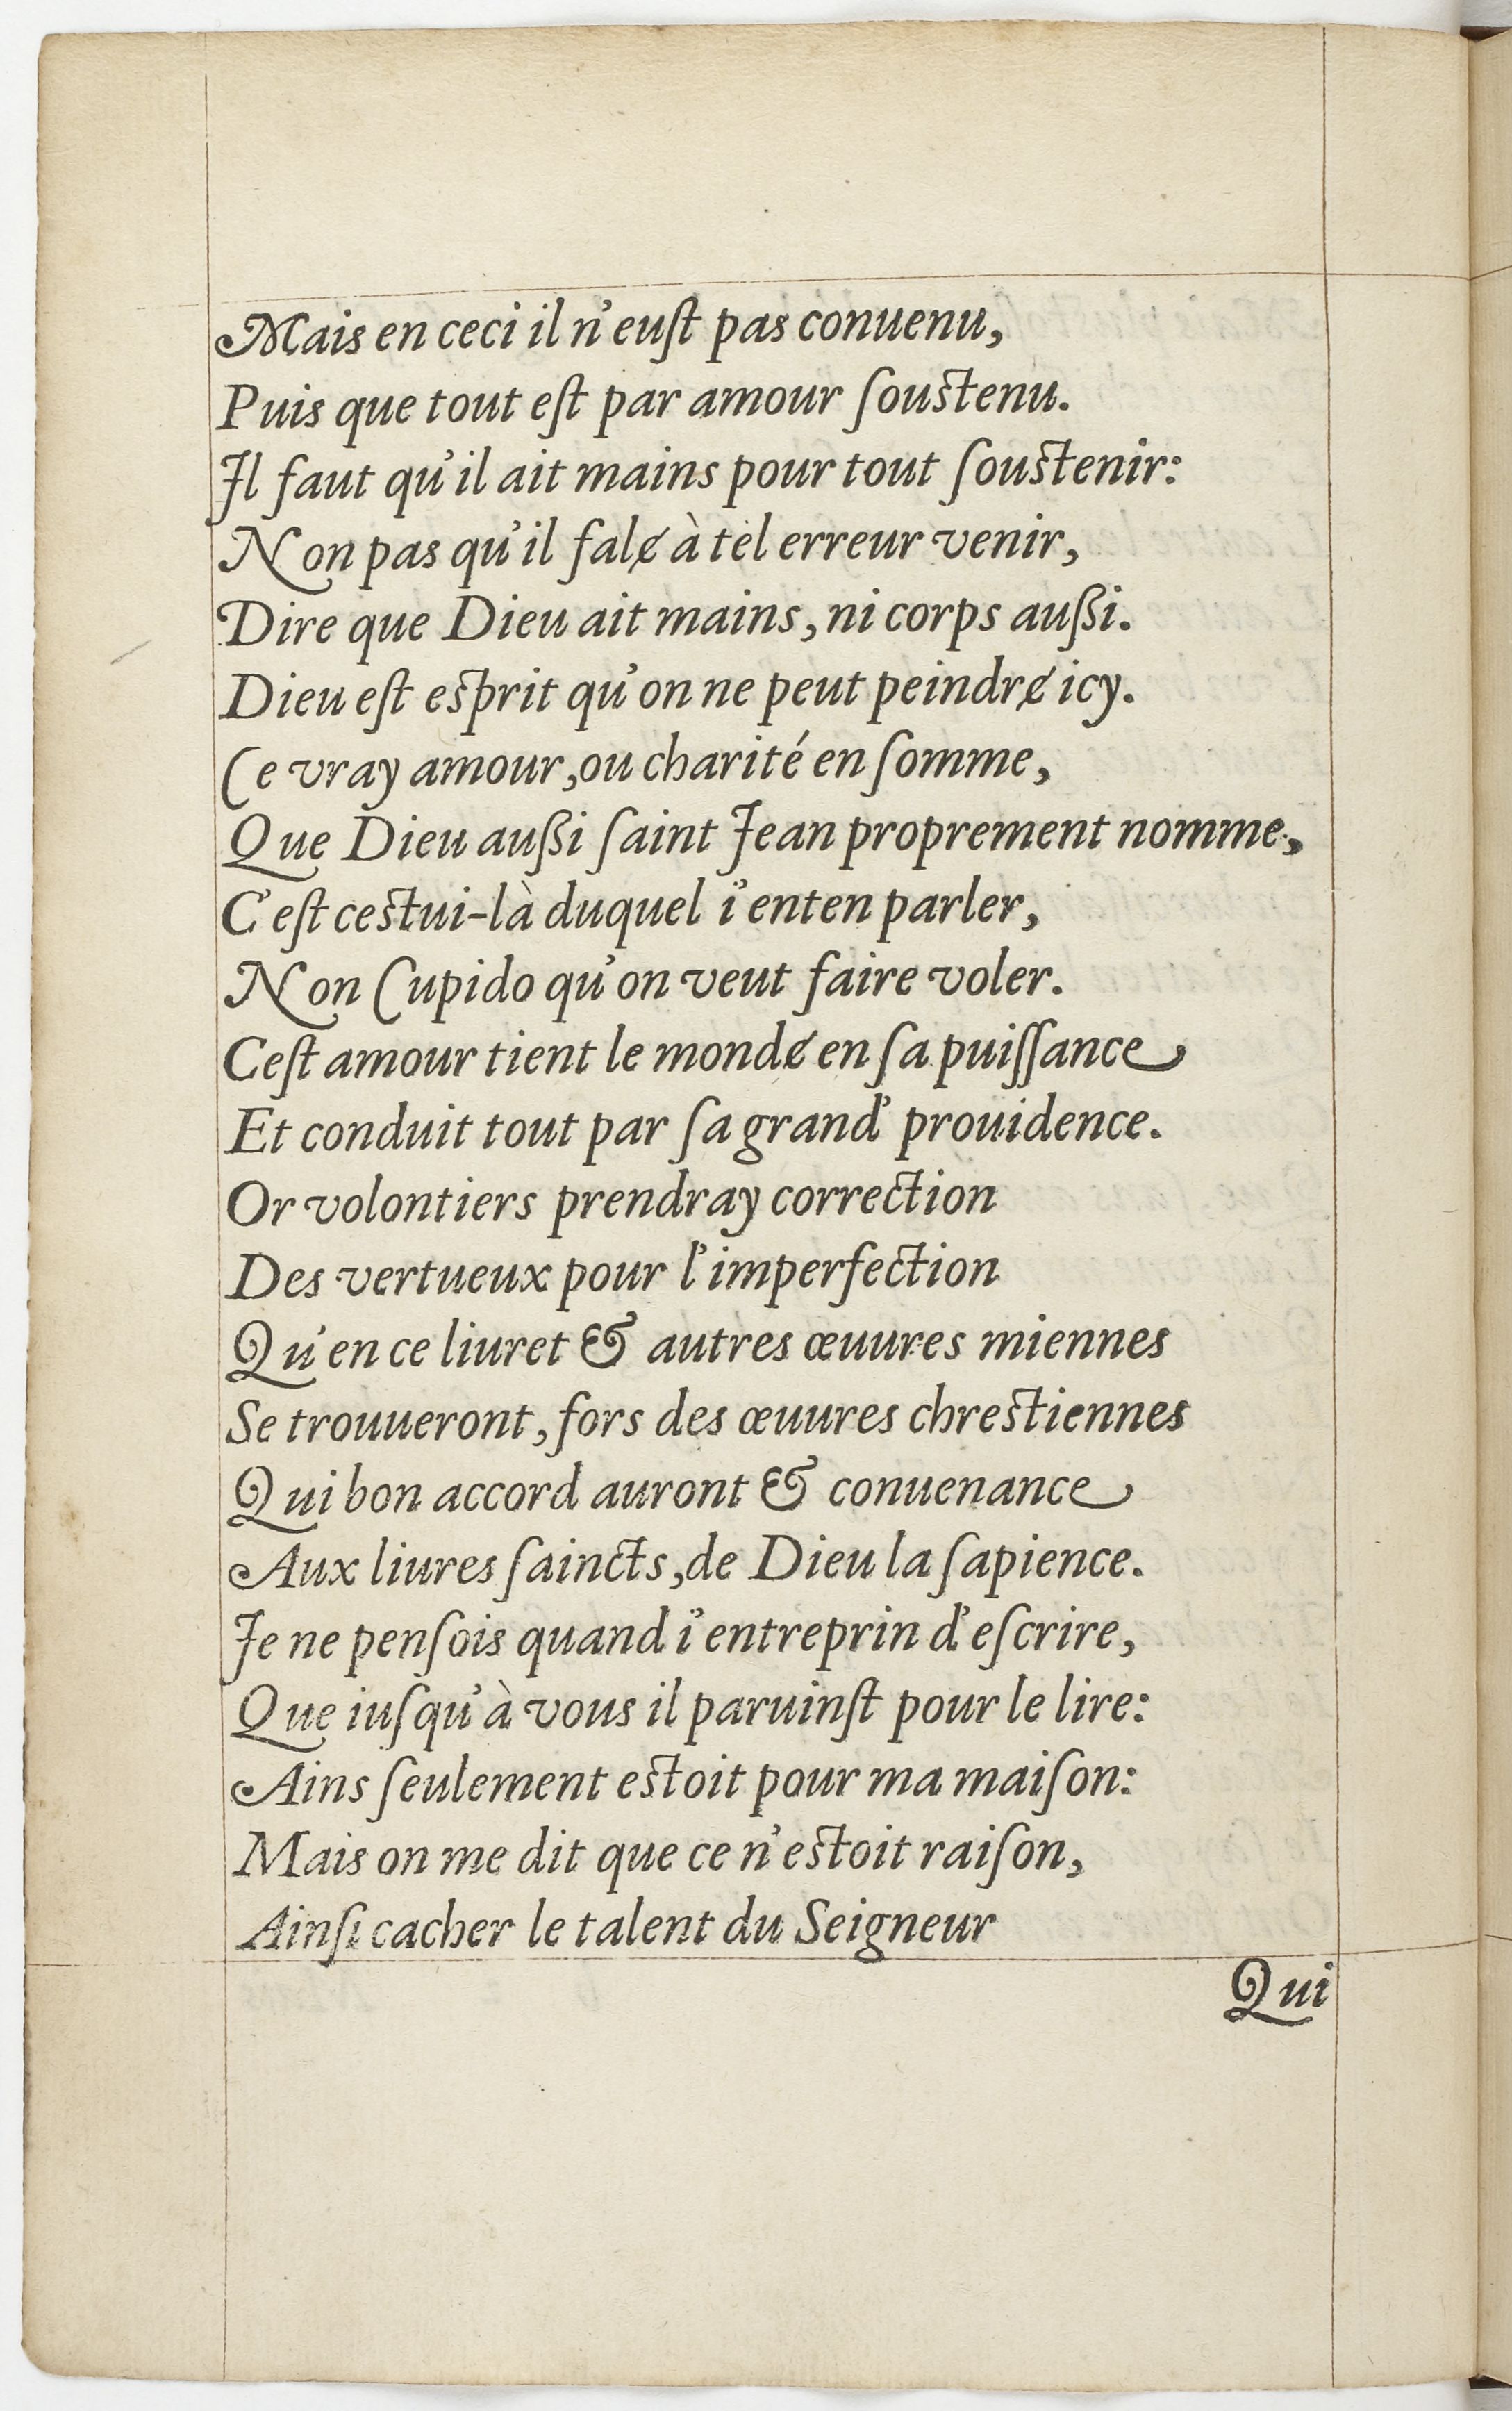 Mais en ceci il n'euſt pas conuenu,
Puis que tout eſt par amour ſouſtenu.
Il faut qu'il ait mains pour tout ſouſtenir:
Non pas qu'il falɇ à tel erreur venir,
Dire que Dieu ait mains, ni corps außi.
Dieu eſt eſprit qu'on ne peut peindrɇ icy.
Ce vray amour, ou charité en ſomme,
Que Dieu außi ſaint Jean proprement nomme,
C'eſt ceſtui-là duquel i'enten parler,
Non Cupido qu'on veut faire voler.
Ceſt amour tient le mondɇ en ſa puiſſance
Et conduit tout par ſa grand' prouidence.
Or volontiers prendray correction
Des vertueux pour l'imperfection
Qu'en ce liuret & autres œuures miennes
Se trouueront, fors des œuures chreſtiennes
Qui bon accord auront & conuenance
Aux liures ſaincts, de Dieu la ſapience.
Je ne penſois quand i'entreprin d'eſcrire,
Que iuſqu'à vous il paruinſt pour le lire:
Ains ſeulement eſtoit pour ma maiſon:
Mais on me dit que ce n'eſtoit raiſon,
Ainſi cacher le talent du Seigneur
Qui